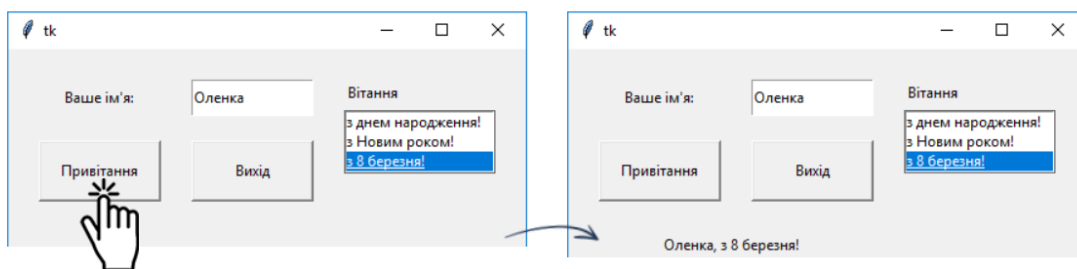 tk
Ваше ім'я:
Оленка
Вітання
з днем народження!
з Новим роком!
з 8 березня!
Привітання
Вихід
tk
Ваше ім'я:
Оленка
Вітання
з днем народження!
з Новим роком!
з 8 березня!
Привітання
Вихід
Оленка, з 8 березня!